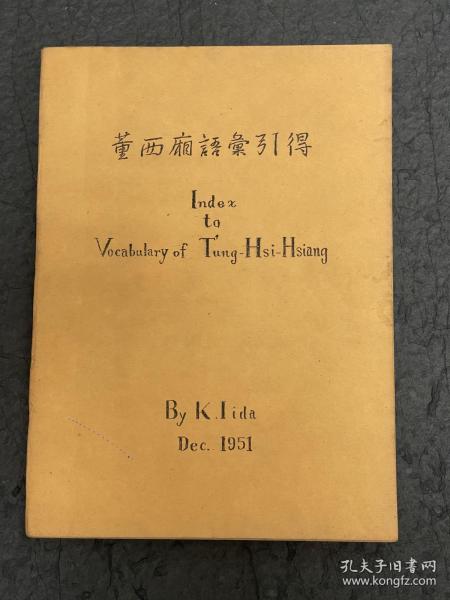 董西廂語彙引得
Index
to
Vocabulary of Tung-Hsi-Hsiang
By K. Iida
Dec. 1951
孔夫子旧书网
www.kongfz.com